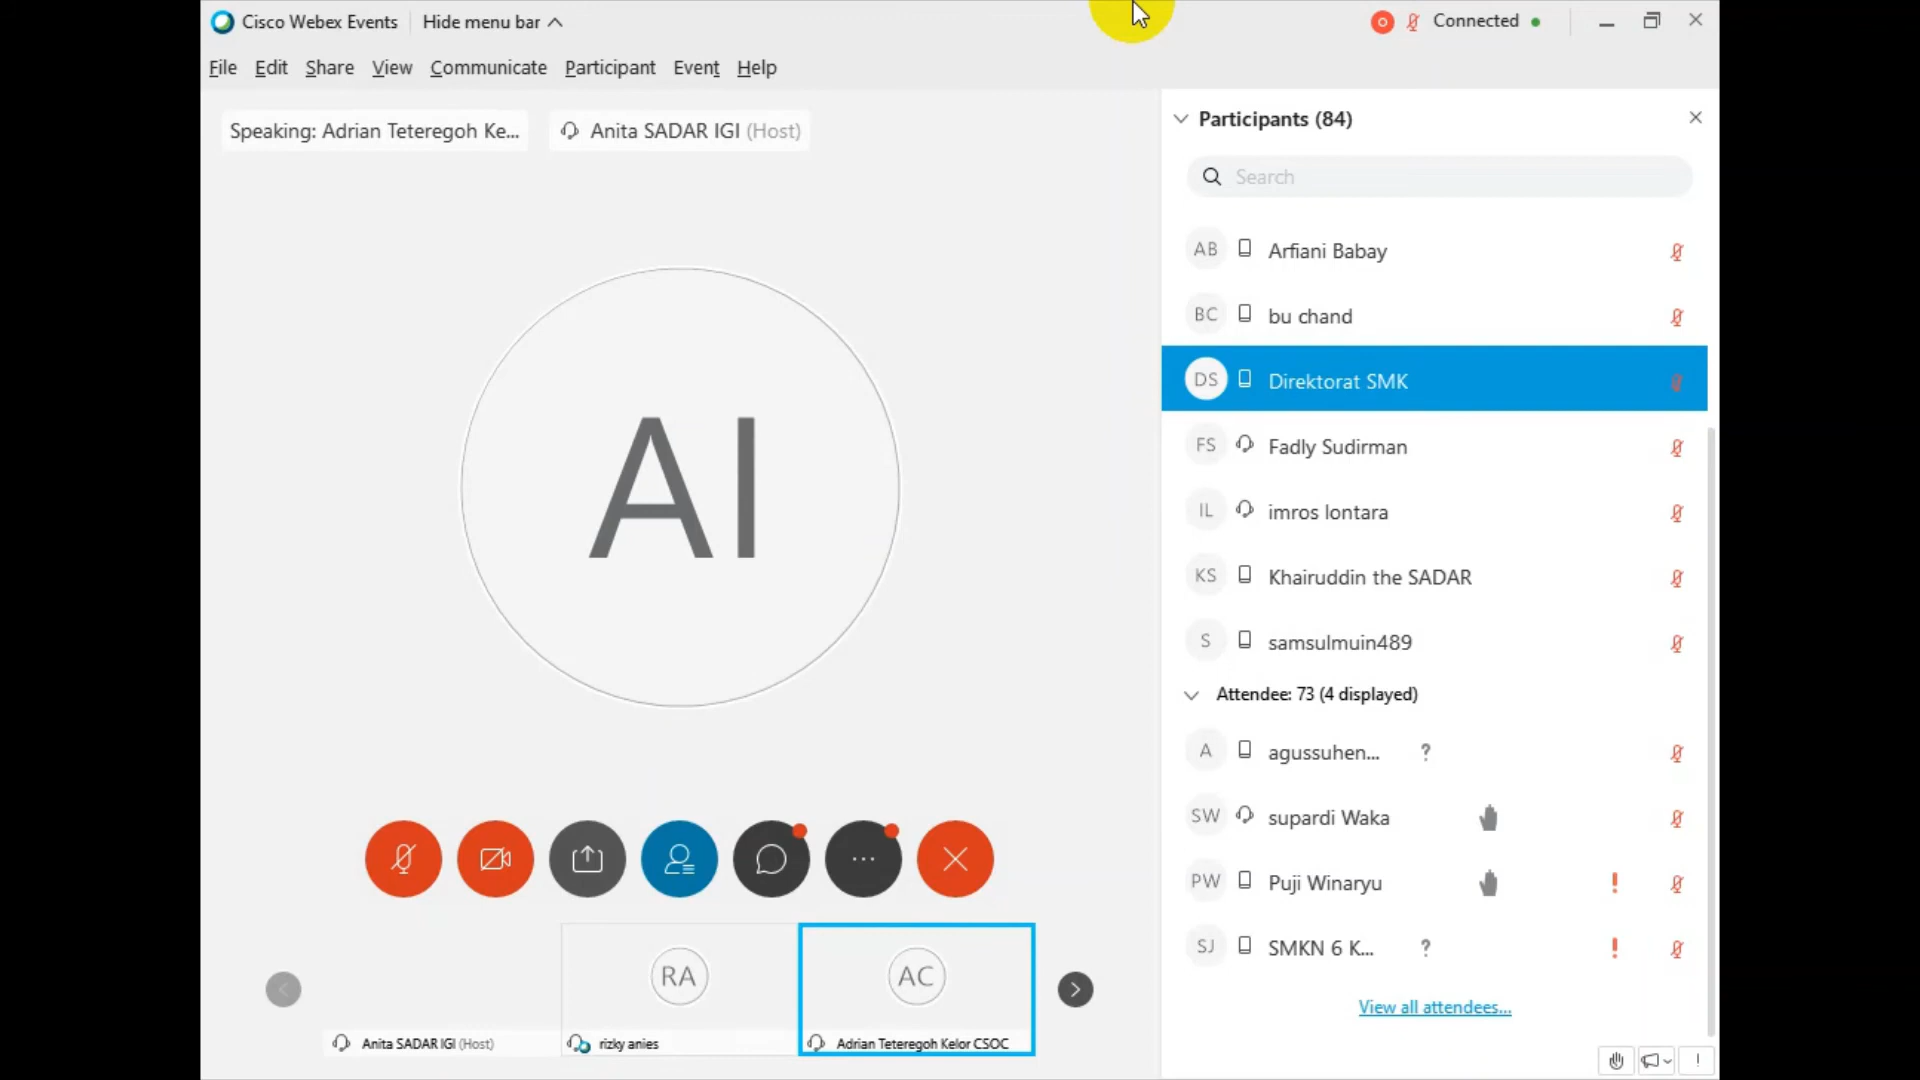 Cisco Webex Events
Hide menu bar
Connected
File Edit Share View Communicate Participant Event Help
Speaking: Adrian Teteregoh Ke...
Anita SADAR IGI (Host)
Participants (84)
Search
AB Arfiani Babay
BC bu chand
DS Direktorat SMK
FS Fadly Sudirman
IL imros lontara
KS Khairuddin the SADAR
S samsulmuin489
Attendee: 73 (4 displayed)
A agussuhen... ?
SW supardi Waka
PW Puji Winaryu !
SJ SMKN 6 K... ? !
View all attendees...
AI
RA
AC
Anita SADAR IGI (Host)
rizky anies
Adrian Teteregoh Kelor CSOC